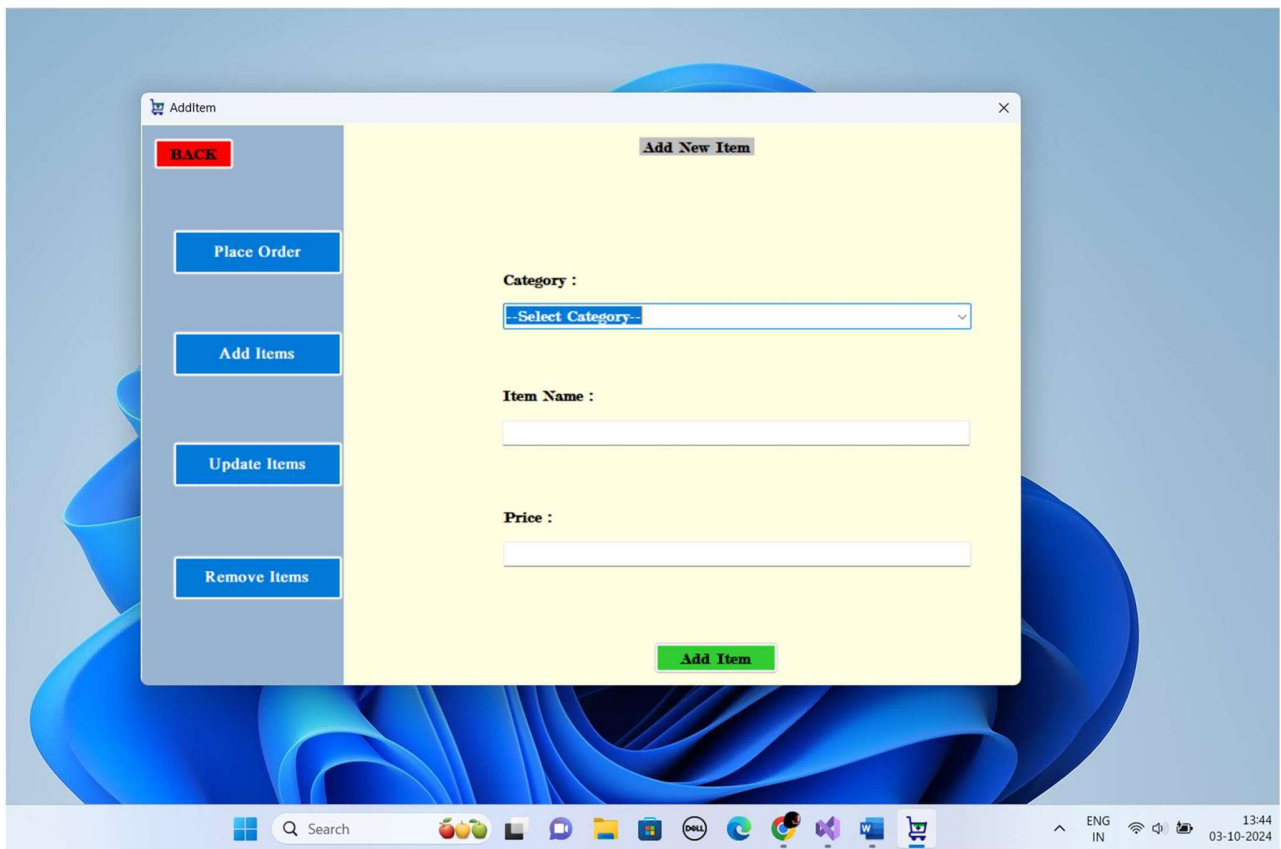 AddItem
BACK
Add New Item
Place Order
Category :
--Select Category--
Add Items
Item Name :
Update Items
Price :
Remove Items
Add Item
Search
DELL
W
ENG
IN
13:44
03-10-2024